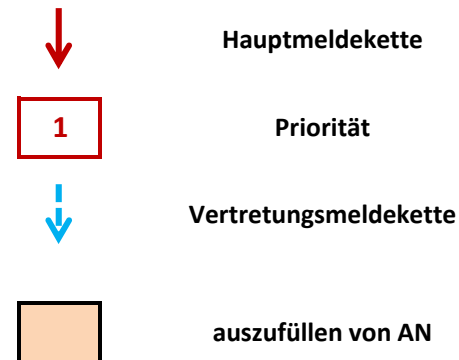 Hauptmeldekette
1 Priorität
Vertretungsmeldekette
auszufüllen von AN